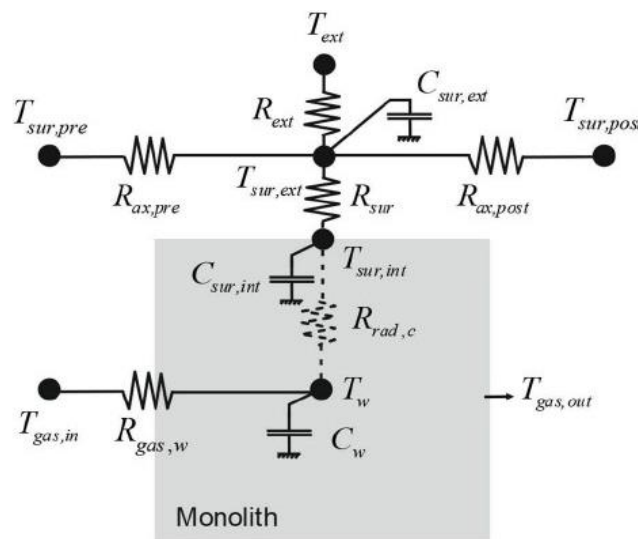 T_ext
C_sur,ext
T_sur,pre
R_ext
T_sur,post
R_ax,pre
T_sur,ext
R_sur
R_ax,post
C_sur,int
T_sur,int
R_rad,c
T_gas,in
R_gas,w
T_w
C_w
T_gas,out
Monolith